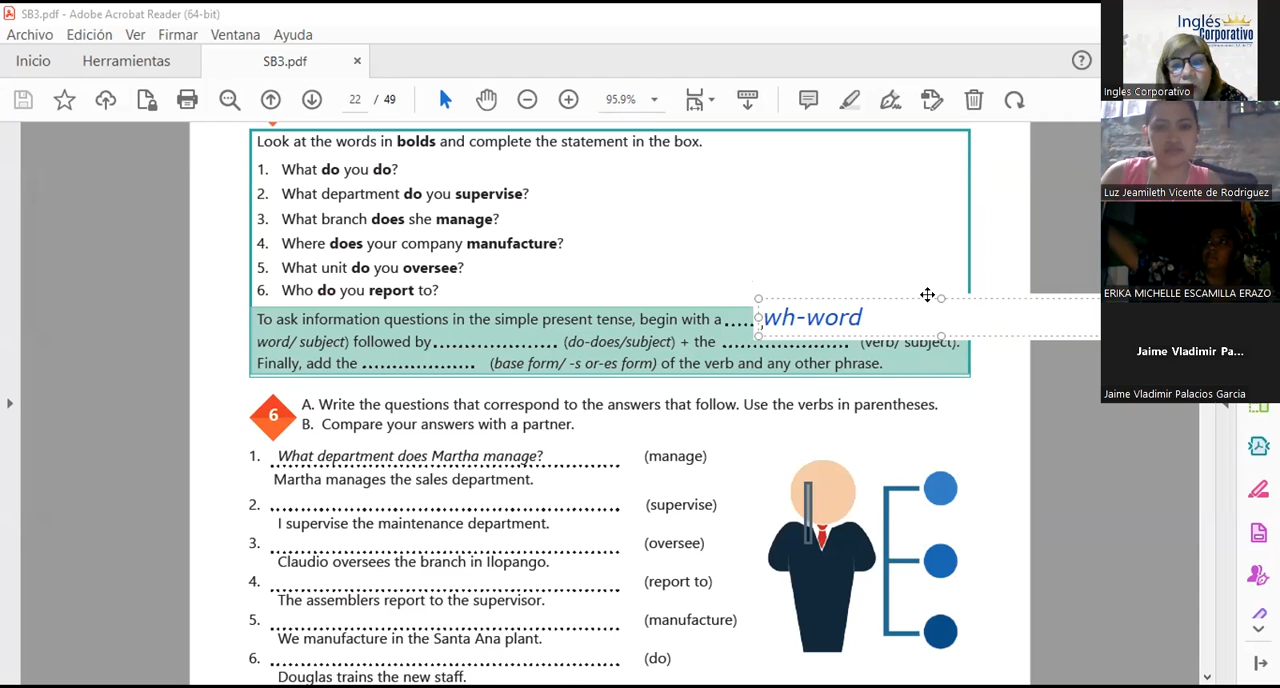 SB3.pdf - Adobe Acrobat Reader (64-bit)
Archivo Edición Ver Firmar Ventana Ayuda
Inicio Herramientas SB3.pdf ×
22 / 49 95.9%
Look at the words in bolds and complete the statement in the box.
1. What do you do?
2. What department do you supervise?
3. What branch does she manage?
4. Where does your company manufacture?
5. What unit do you oversee?
6. Who do you report to?
To ask information questions in the simple present tense, begin with a ..... wh-word
word/ subject) followed by........................ (do-does/subject) + the ........................ (verb/ subject).
Finally, add the ................... (base form/ -s or-es form) of the verb and any other phrase.
6 A. Write the questions that correspond to the answers that follow. Use the verbs in parentheses.
B. Compare your answers with a partner.
1. What department does Martha manage? (manage)
Martha manages the sales department.
2. (supervise)
I supervise the maintenance department.
3. (oversee)
Claudio oversees the branch in Ilopango.
4. (report to)
The assemblers report to the supervisor.
5. (manufacture)
We manufacture in the Santa Ana plant.
6. (do)
Douglas trains the new staff.
Inglés
Corporativo
Ingles Corporativo
Luz Jeamileth Vicente de Rodriguez
ERIKA MICHELLE ESCAMILLA ERAZO
Jaime Vladimir Pa...
Jaime Vladimir Palacios Garcia